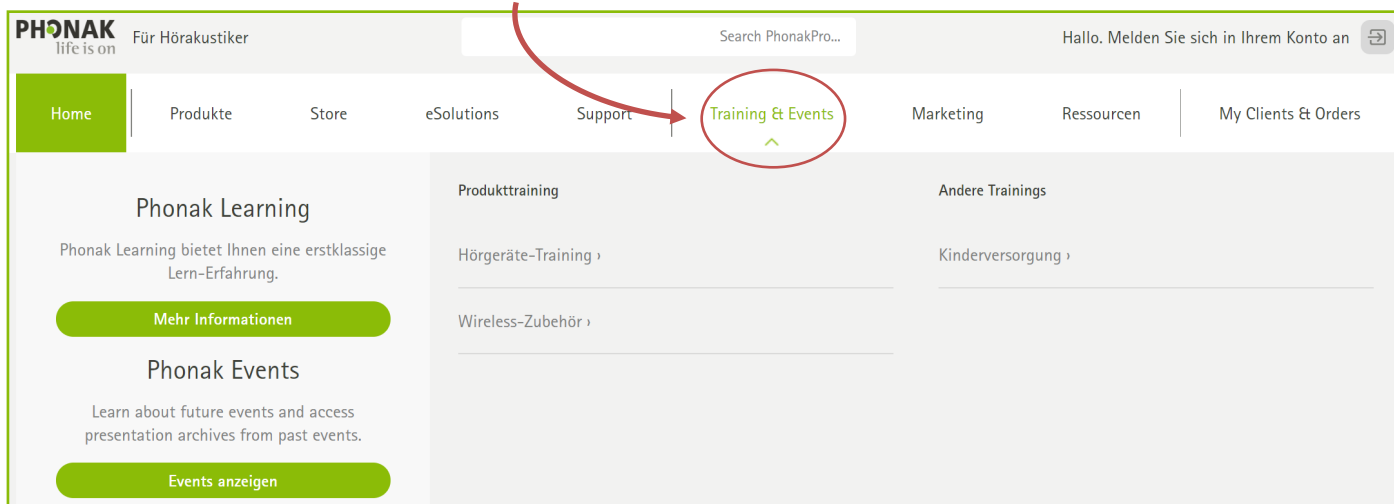 PHONAK
life is on
Für Hörakustiker
Search PhonakPro...
Hallo. Melden Sie sich in Ihrem Konto an
Home
Produkte
Store
eSolutions
Support
Training & Events
Marketing
Ressourcen
My Clients & Orders
Phonak Learning
Phonak Learning bietet Ihnen eine erstklassige
Lern-Erfahrung.
Mehr Informationen
Phonak Events
Learn about future events and access
presentation archives from past events.
Events anzeigen
Produkttraining
Hörgeräte-Training ›
Wireless-Zubehör ›
Andere Trainings
Kinderversorgung ›